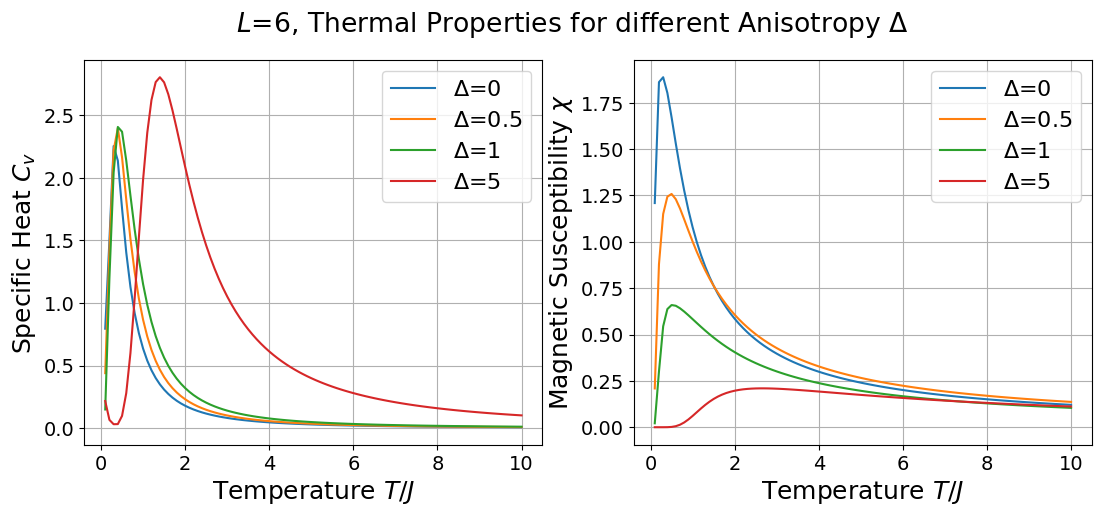 L=6, Thermal Properties for different Anisotropy Δ
Specific Heat C_v
2.5
2.0
1.5
1.0
0.5
0.0
0
2
4
6
8
10
Temperature T/J
Δ=0
Δ=0.5
Δ=1
Δ=5
Magnetic Susceptibility χ
1.75
1.50
1.25
1.00
0.75
0.50
0.25
0.00
0
2
4
6
8
10
Temperature T/J
Δ=0
Δ=0.5
Δ=1
Δ=5